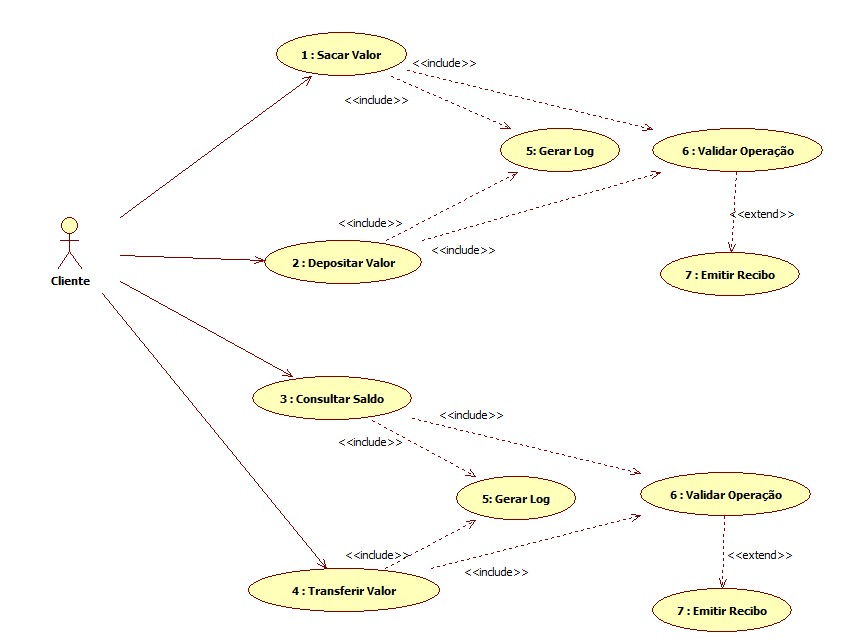 1 : Sacar Valor
<<include>>
<<include>>
5: Gerar Log
6 : Validar Operação
<<extend>>
<<include>>
<<include>>
2 : Depositar Valor
7 : Emitir Recibo
Cliente
3 : Consultar Saldo
<<include>>
<<include>>
5: Gerar Log
6 : Validar Operação
<<include>>
<<extend>>
<<include>>
4 : Transferir Valor
7 : Emitir Recibo